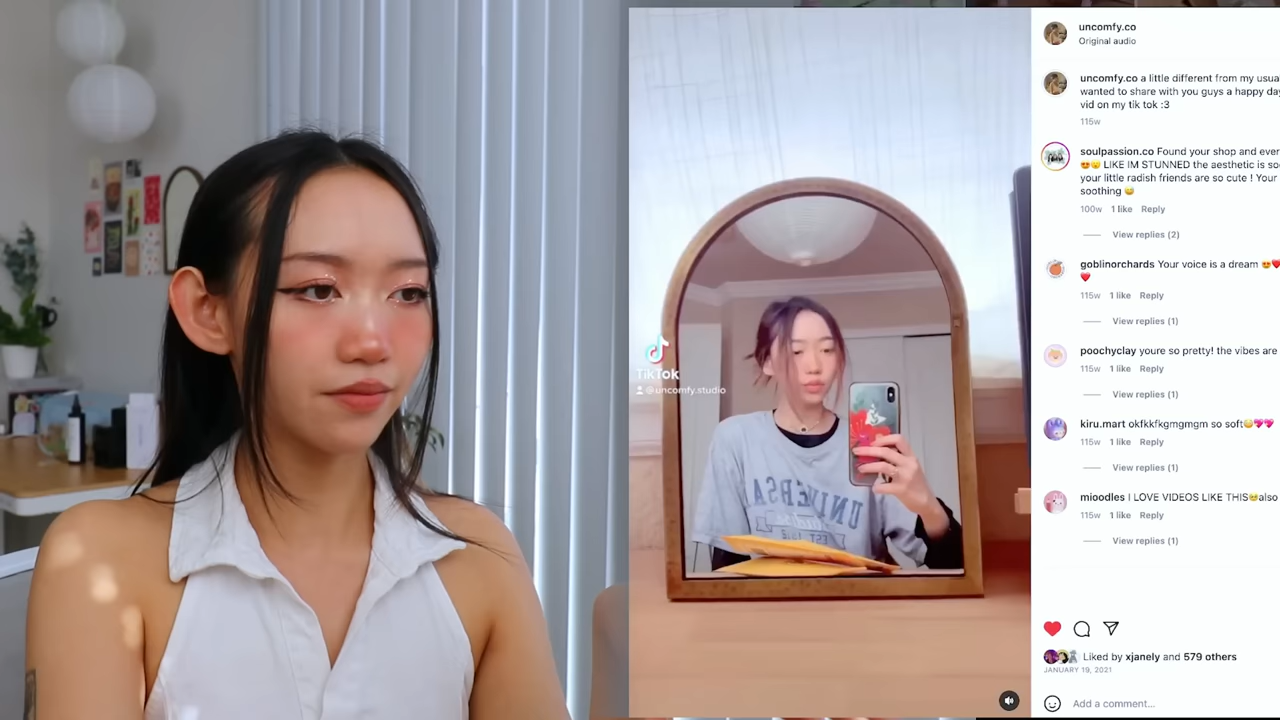 uncomfy.co
Original audio
uncomfy.co a little different from my usua
wanted to share with you guys a happy day
vid on my tik tok :3
115w
soulpassion.co Found your shop and ever
😍😴 LIKE IM STUNNED the aesthetic is so
your little radish friends are so cute ! Your
soothing 😄
100w 1 like Reply
View replies (2)
goblinorchards Your voice is a dream 😍❤️
❤️
115w 1 like Reply
View replies (1)
poochyclay youre so pretty! the vibes are
115w 1 like Reply
View replies (1)
kiru.mart okfkkfkgmgmgm so soft🥺💖💖
115w 1 like Reply
View replies (1)
mioodles I LOVE VIDEOS LIKE THIS🥺also
115w 1 like Reply
View replies (1)
Liked by xjanely and 579 others
JANUARY 19, 2021
Add a comment...
TikTok
@uncomfy.studio
UNIVERSA
EST